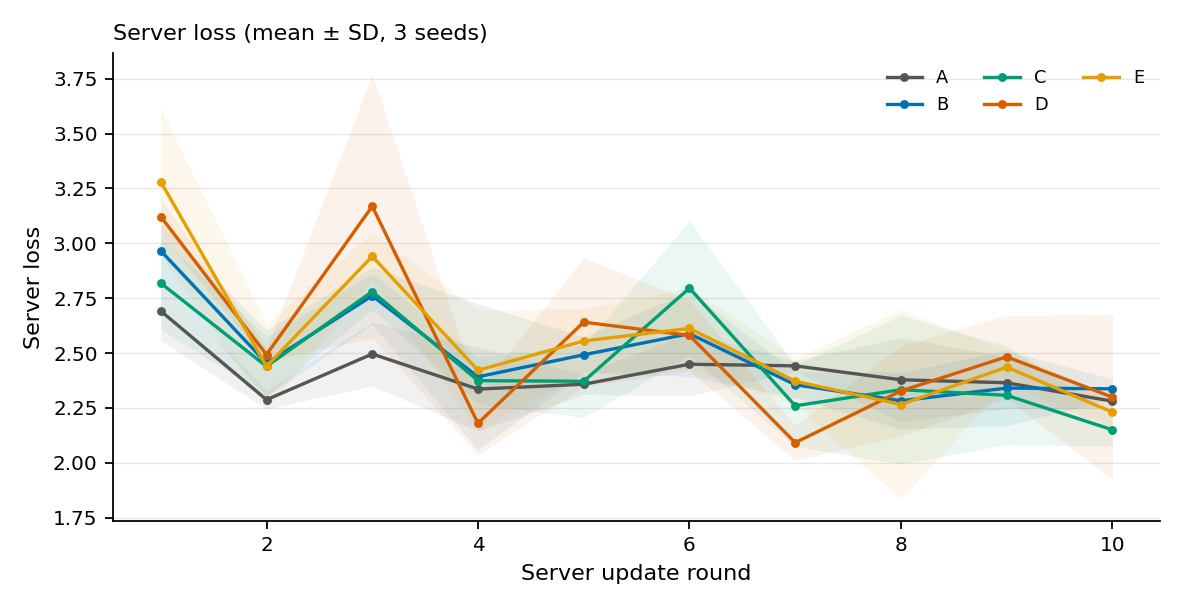 Server loss (mean ± SD, 3 seeds)
A C E
B D
Server loss
3.75
3.50
3.25
3.00
2.75
2.50
2.25
2.00
1.75
2 4 6 8 10
Server update round